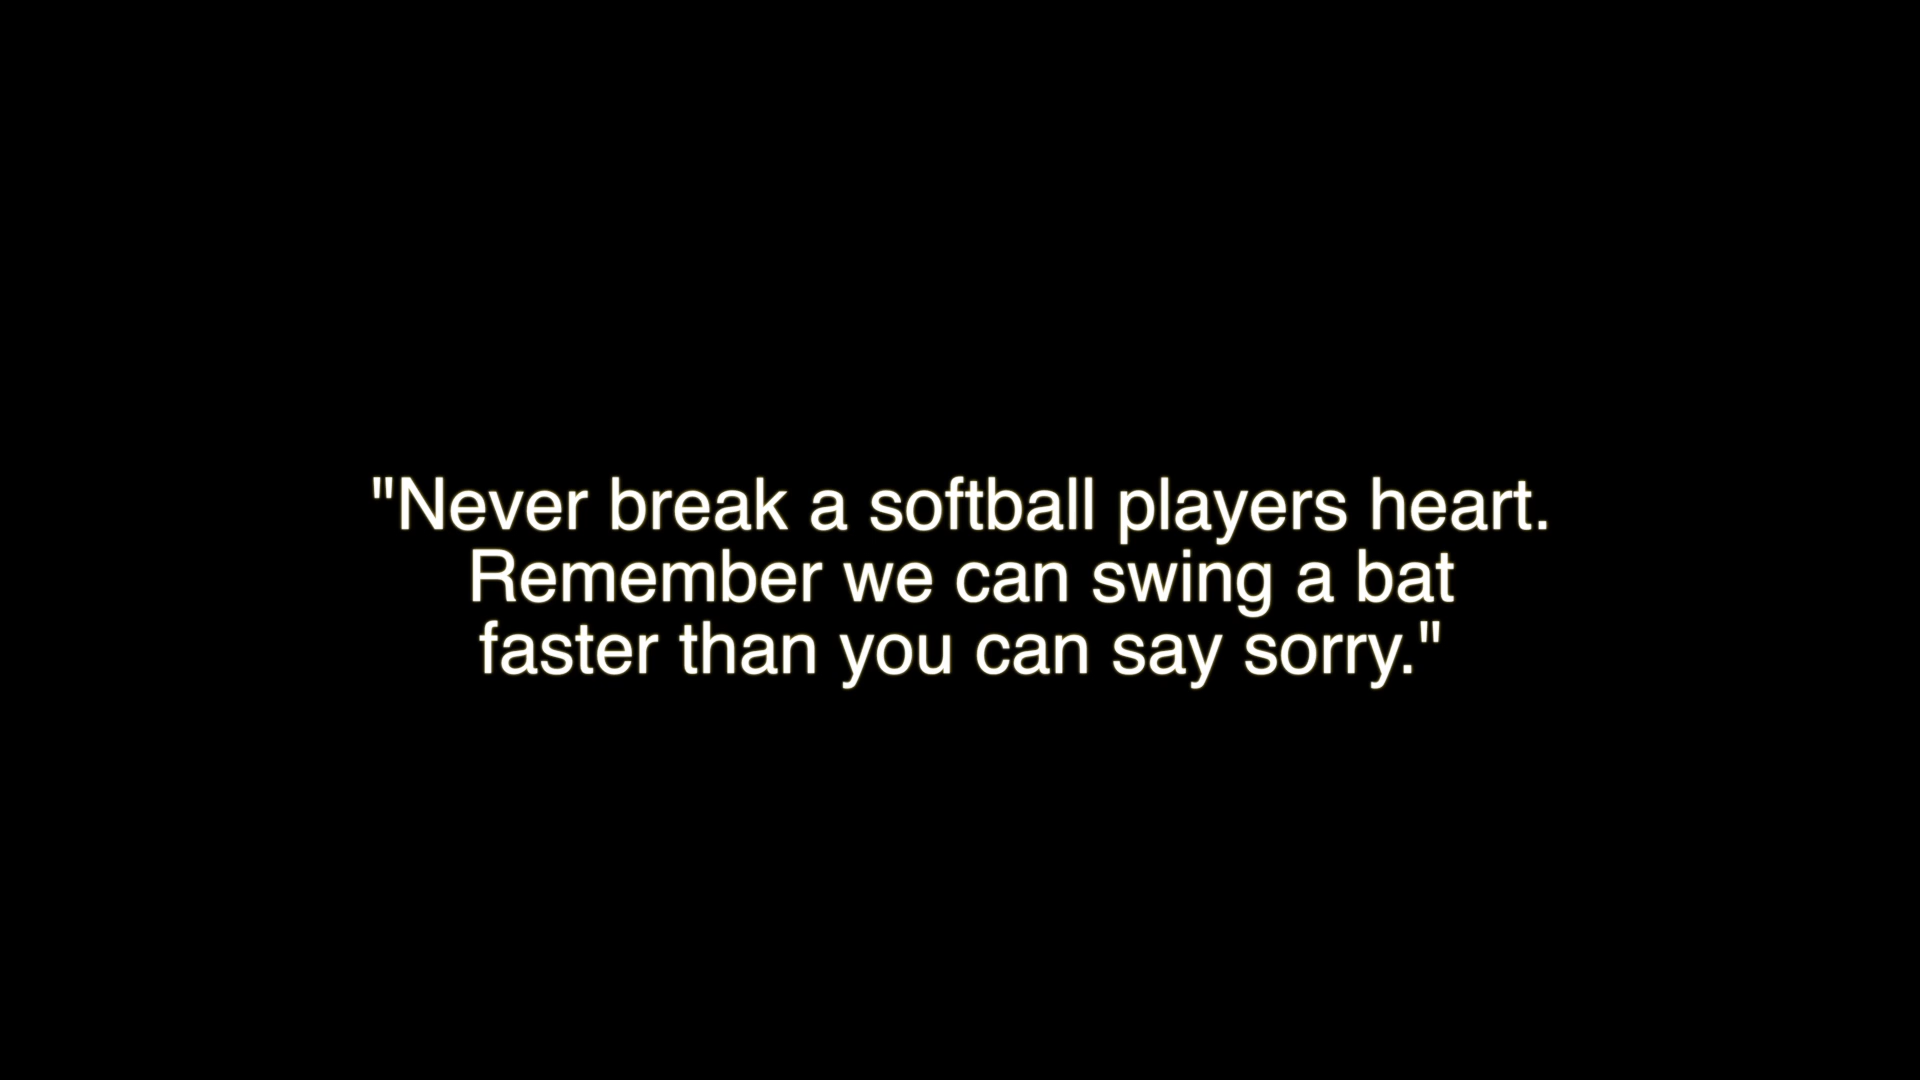 "Never break a softball players heart.
Remember we can swing a bat
faster than you can say sorry."